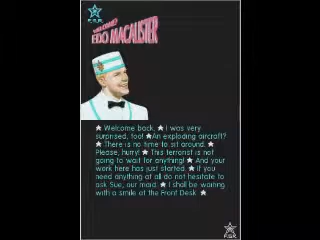 WELCOMES
EDO MACALISTER
★ Welcome back, ★ I was very
surprised, too! ★An exploding aircraft?
★ There is no time to sit around. ★
Please, hurry! ★ This terrorist is not
going to wait for anything! ★ And your
work here has just started. ★ If you
need anything at all do not hesitate to
ask Sue, our maid. ★ I shall be waiting
with a smile at the Front Desk ★